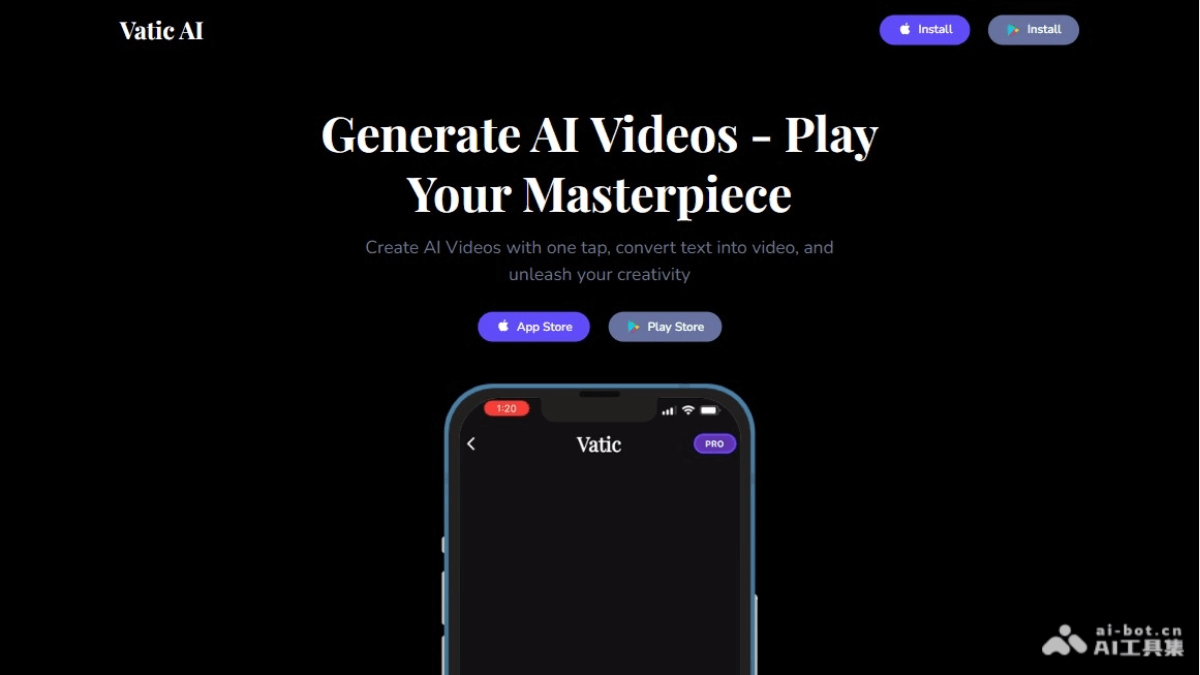 Vatic AI
Install
Install
Generate AI Videos - Play
Your Masterpiece
Create AI Videos with one tap, convert text into video, and
unleash your creativity
App Store
Play Store
1:20
Vatic
PRO
ai-bot.cn
AI工具集